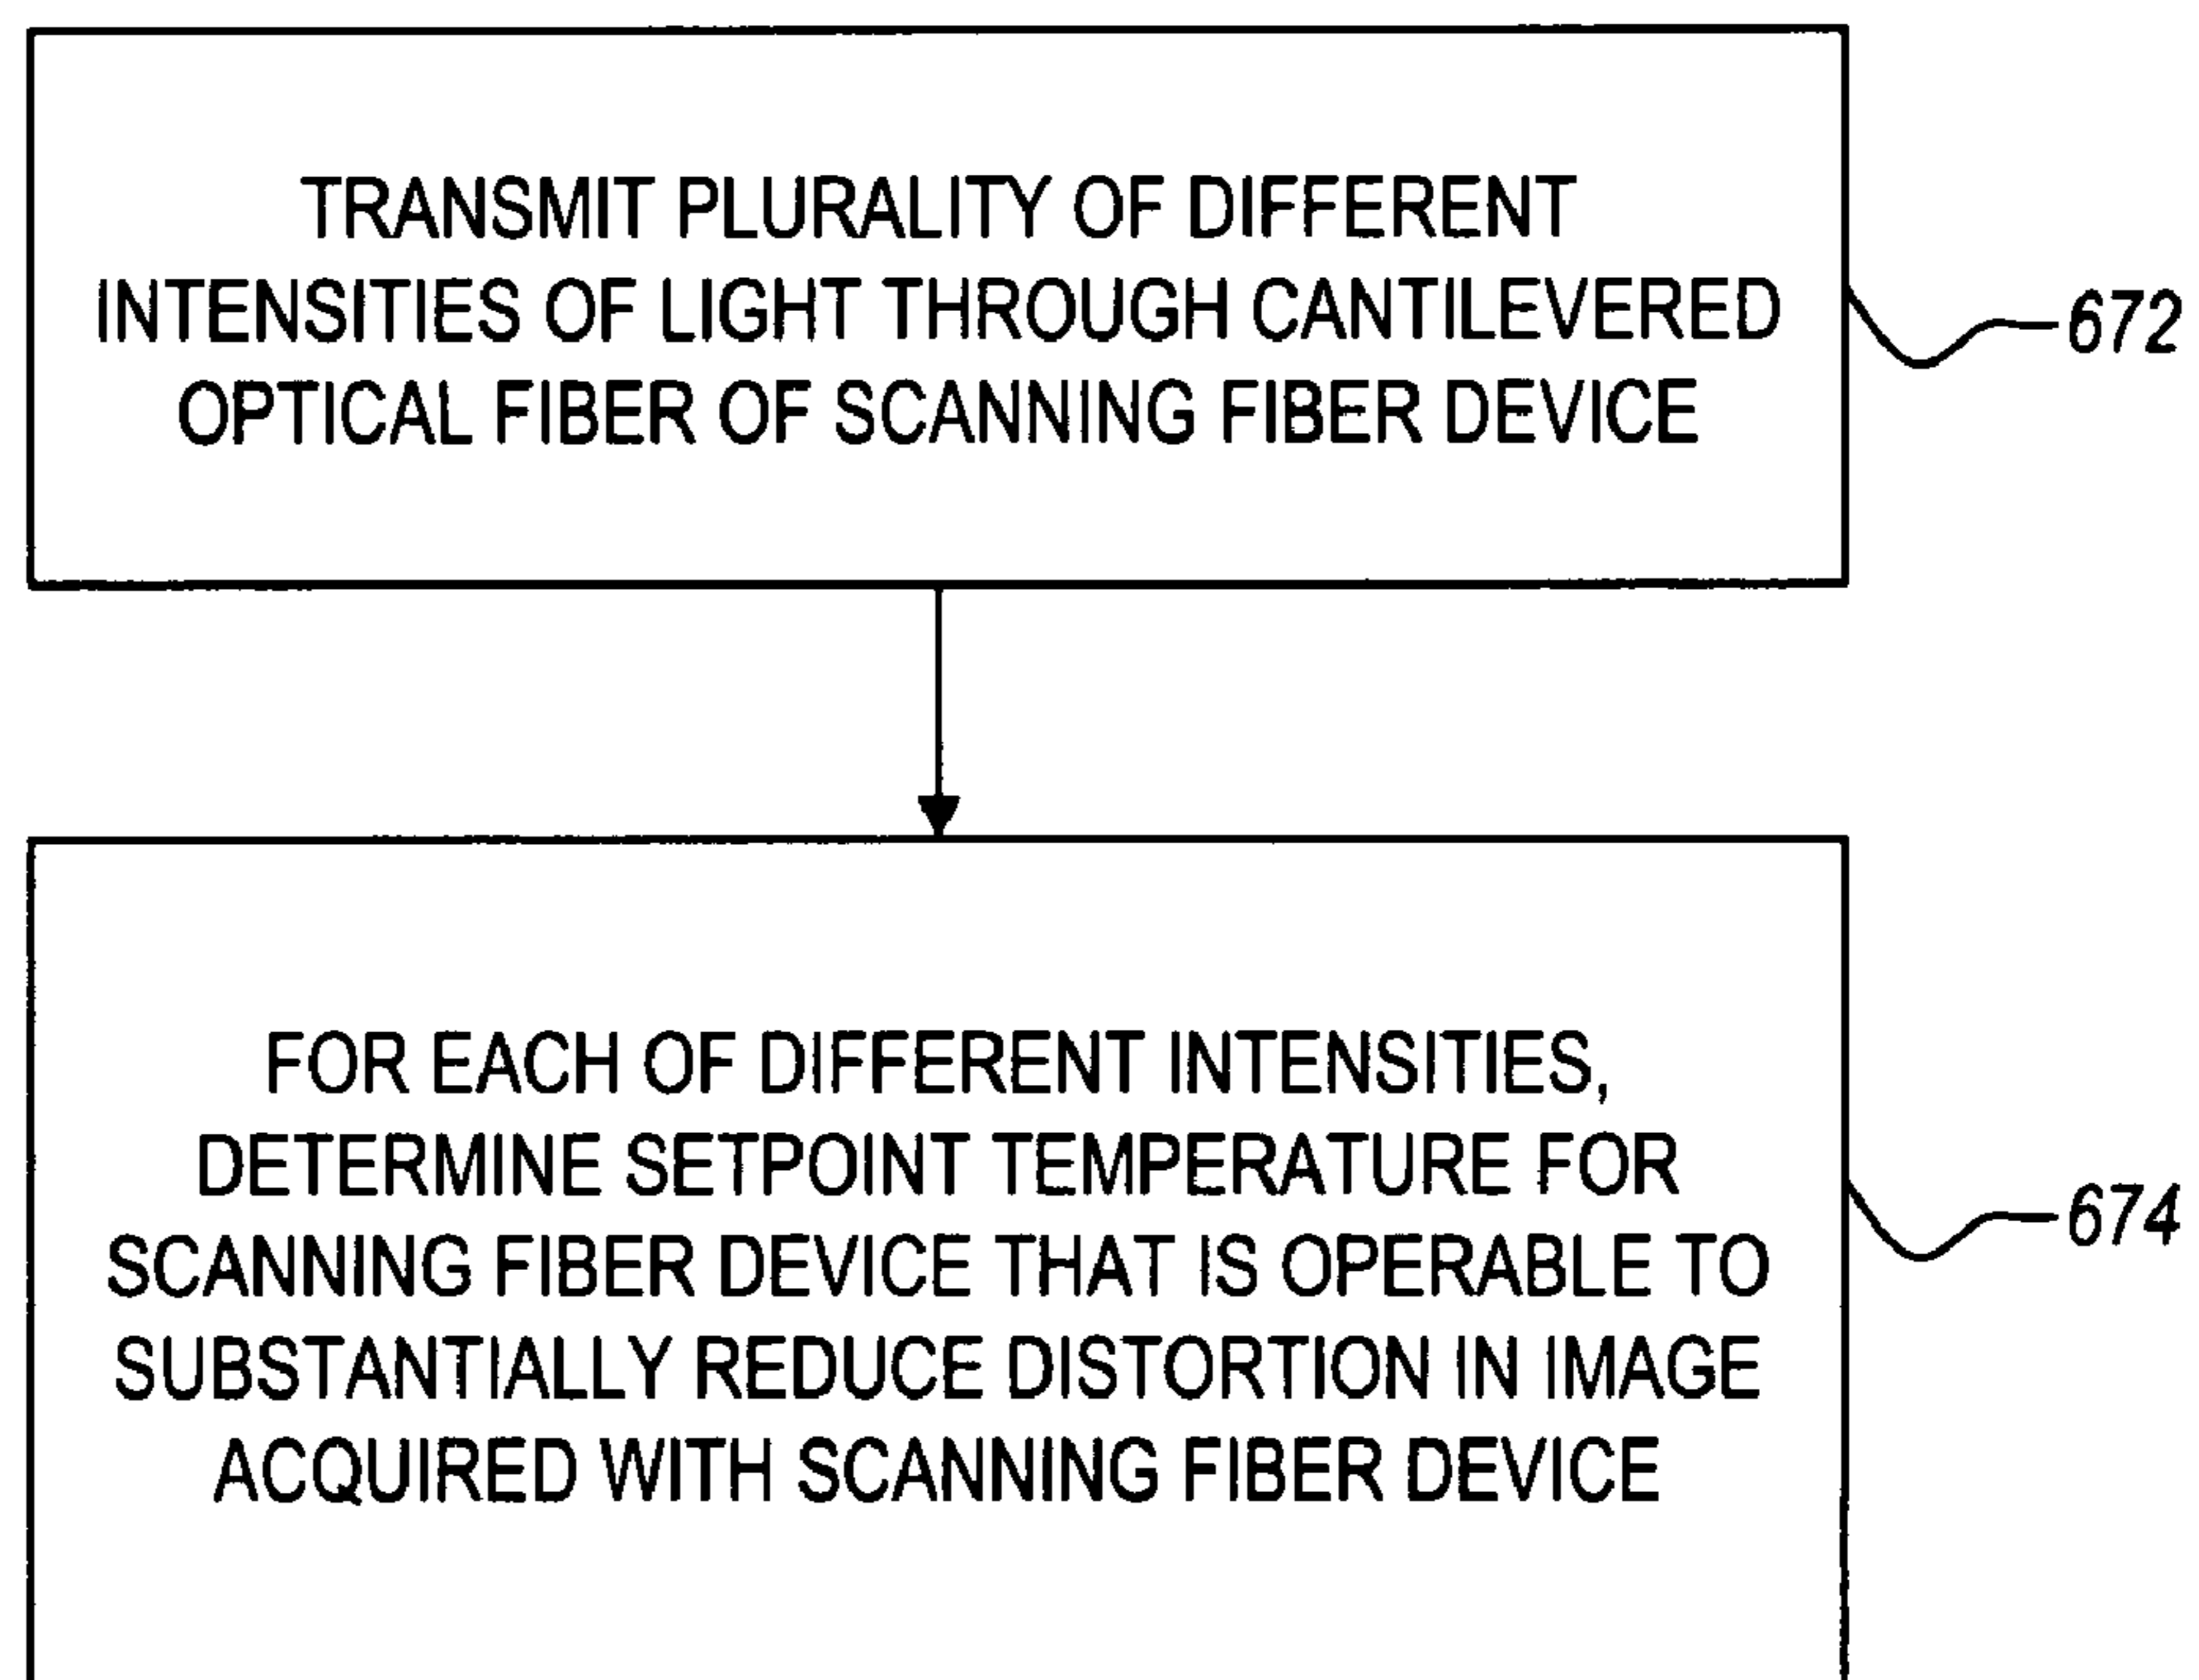 TRANSMIT PLURALITY OF DIFFERENT
INTENSITIES OF LIGHT THROUGH CANTILEVERED
OPTICAL FIBER OF SCANNING FIBER DEVICE
672
FOR EACH OF DIFFERENT INTENSITIES,
DETERMINE SETPOINT TEMPERATURE FOR
SCANNING FIBER DEVICE THAT IS OPERABLE TO
SUBSTANTIALLY REDUCE DISTORTION IN IMAGE
ACQUIRED WITH SCANNING FIBER DEVICE
674